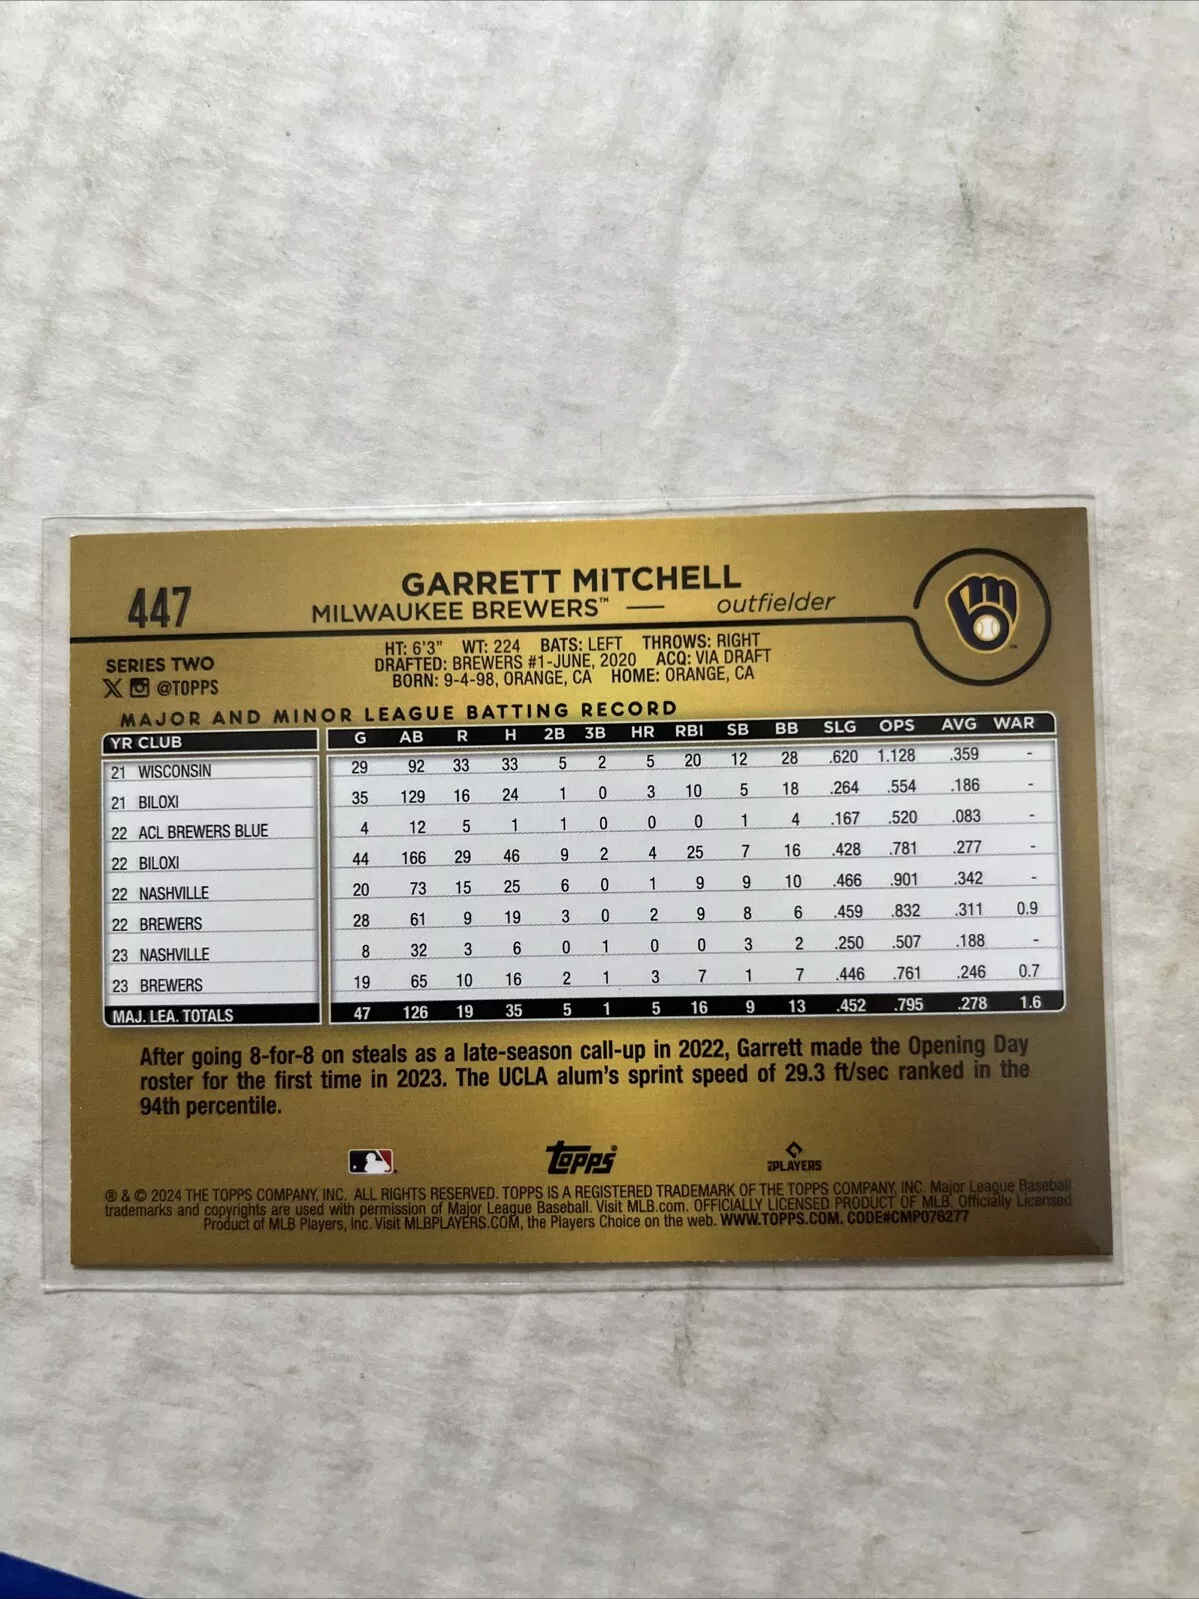 447
GARRETT MITCHELL
MILWAUKEE BREWERS™ — outfielder
SERIES TWO
@TOPPS
HT: 6'3" WT: 224 BATS: LEFT THROWS: RIGHT
DRAFTED: BREWERS #1-JUNE, 2020 ACQ: VIA DRAFT
BORN: 9-4-98, ORANGE, CA HOME: ORANGE, CA
MAJOR AND MINOR LEAGUE BATTING RECORD
YR CLUB G AB R H 2B 3B HR RBI SB BB SLG OPS AVG WAR
21 WISCONSIN 29 92 33 33 5 2 5 20 12 28 .620 1.128 .359 -
21 BILOXI 35 129 16 24 1 0 3 10 5 18 .264 .554 .186 -
22 ACL BREWERS BLUE 4 12 5 1 1 0 0 0 1 4 .167 .520 .083 -
22 BILOXI 44 166 29 46 9 2 4 25 7 16 .428 .781 .277 -
22 NASHVILLE 20 73 15 25 6 0 1 9 9 10 .466 .901 .342 -
22 BREWERS 28 61 9 19 3 0 2 9 8 6 .459 .832 .311 0.9
23 NASHVILLE 8 32 3 6 0 1 0 0 3 2 .250 .507 .188 -
23 BREWERS 19 65 10 16 2 1 3 7 1 7 .446 .761 .246 0.7
MAJ. LEA. TOTALS 47 126 19 35 5 1 5 16 9 13 .452 .795 .278 1.6
After going 8-for-8 on steals as a late-season call-up in 2022, Garrett made the Opening Day
roster for the first time in 2023. The UCLA alum's sprint speed of 29.3 ft/sec ranked in the
94th percentile.
Topps®
MLB PLAYERS
® & © 2024 THE TOPPS COMPANY, INC. ALL RIGHTS RESERVED. TOPPS IS A REGISTERED TRADEMARK OF THE TOPPS COMPANY, INC. Major League Baseball
trademarks and copyrights are used with permission of Major League Baseball. Visit MLB.com. OFFICIALLY LICENSED PRODUCT OF MLB. Officially Licensed
Product of MLB Players, Inc. Visit MLBPLAYERS.COM, the Players Choice on the web. WWW.TOPPS.COM. CODE#CMP076277